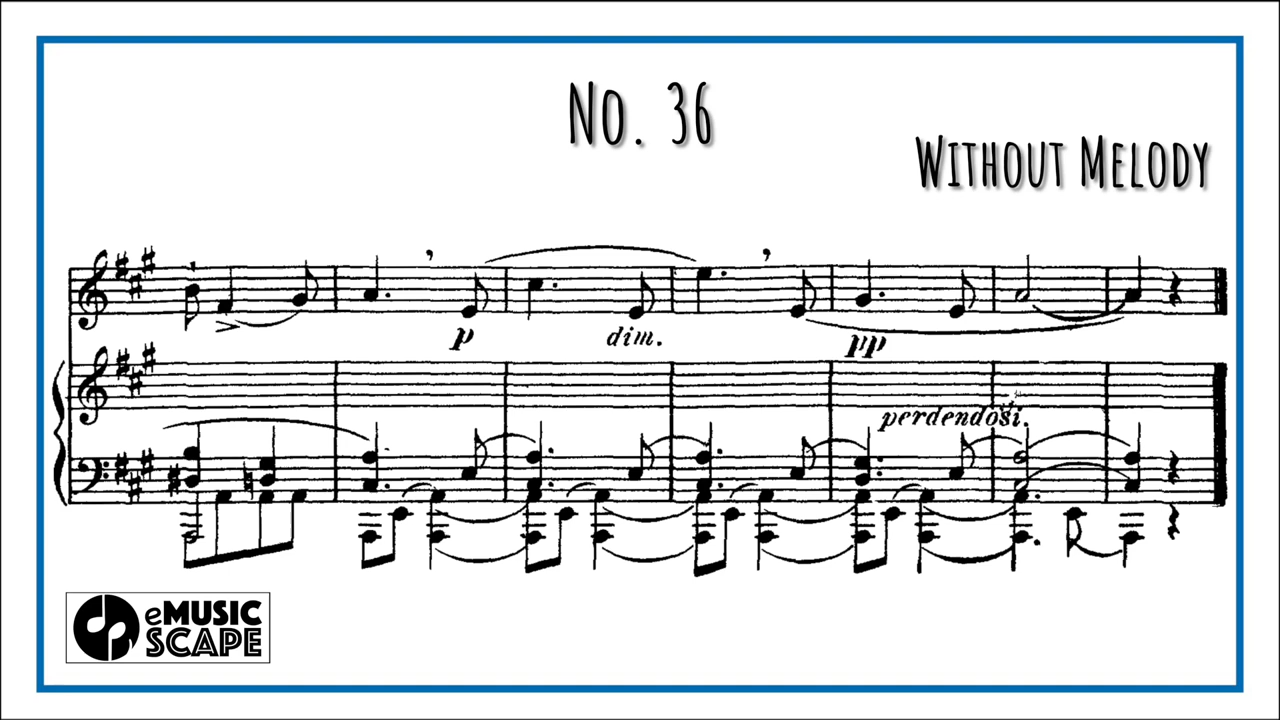 No. 36
Without Melody
p
dim.
pp
perdendosi.
eMUSIC
SCAPE